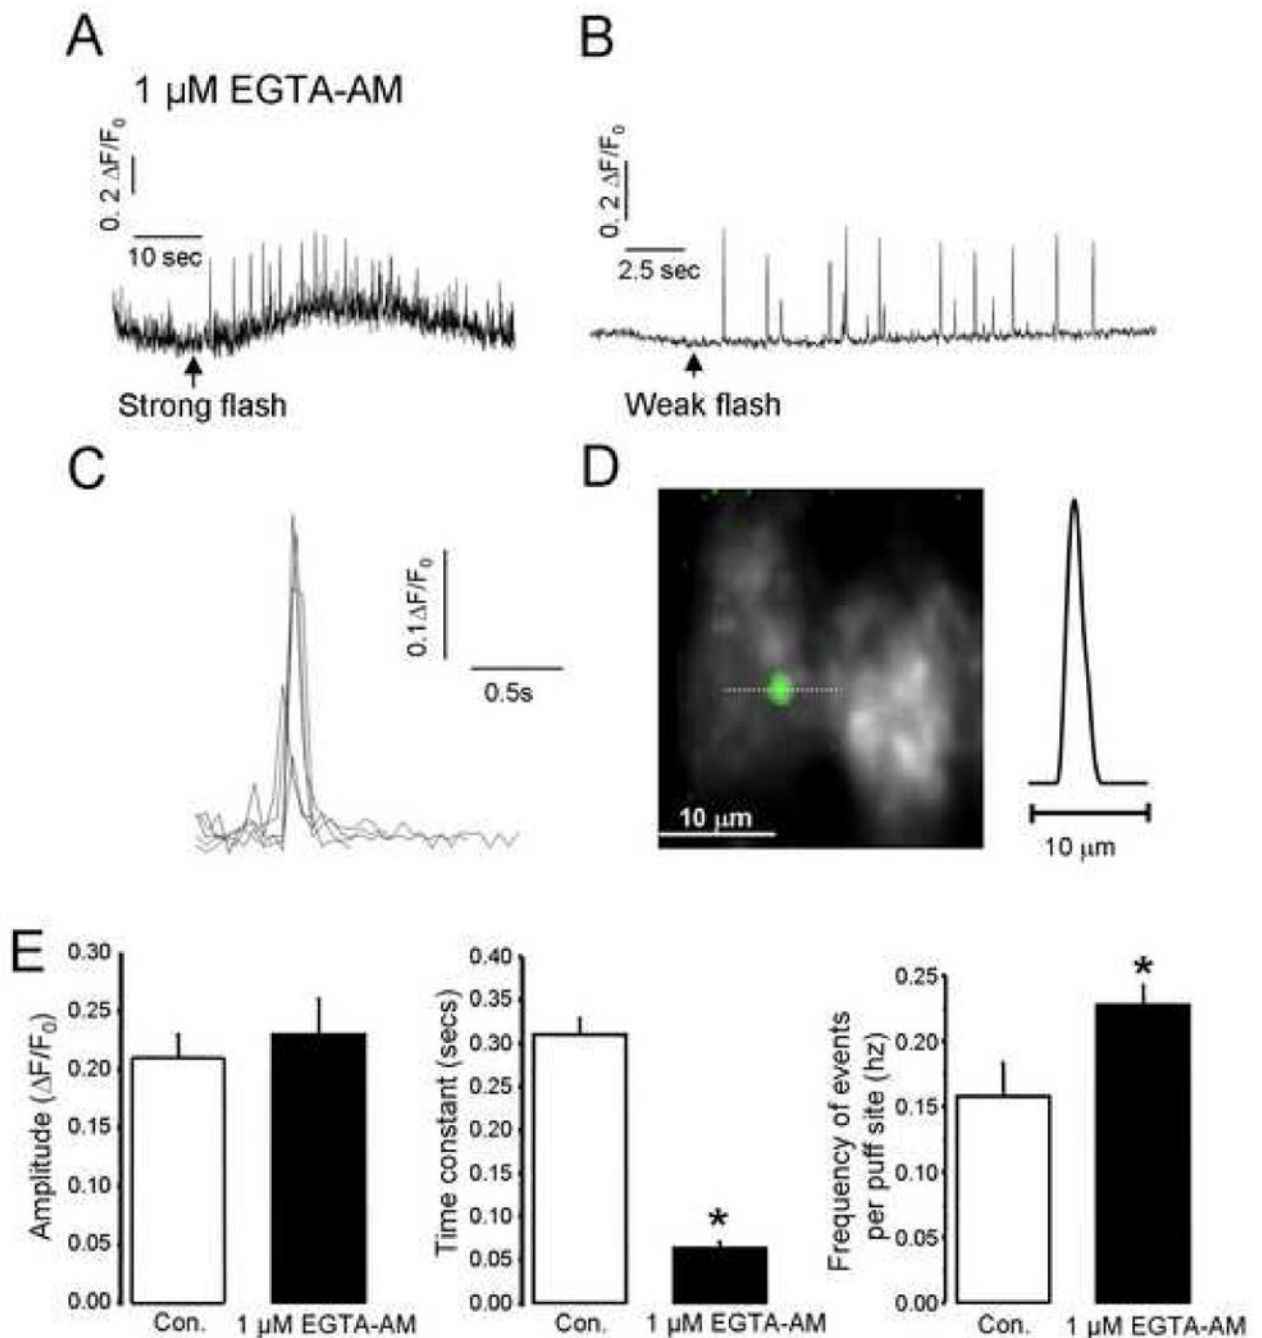 A
B
1 μM EGTA-AM
0. 2 ΔF/F0
10 sec
Strong flash
0. 2 ΔF/F0
2.5 sec
Weak flash
C
D
0.1ΔF/F0
0.5s
10 μm
10 μm
E
Amplitude (ΔF/F0)
0.30
0.25
0.20
0.15
0.10
0.05
0.00
Con.
1 μM EGTA-AM
Time constant (secs)
0.40
0.35
0.30
0.25
0.20
0.15
0.10
0.05
0.00
*
Con.
1 μM EGTA-AM
Frequency of events
per puff site (hz)
0.25
0.20
0.15
0.10
0.05
0.00
*
Con.
1 μM EGTA-AM